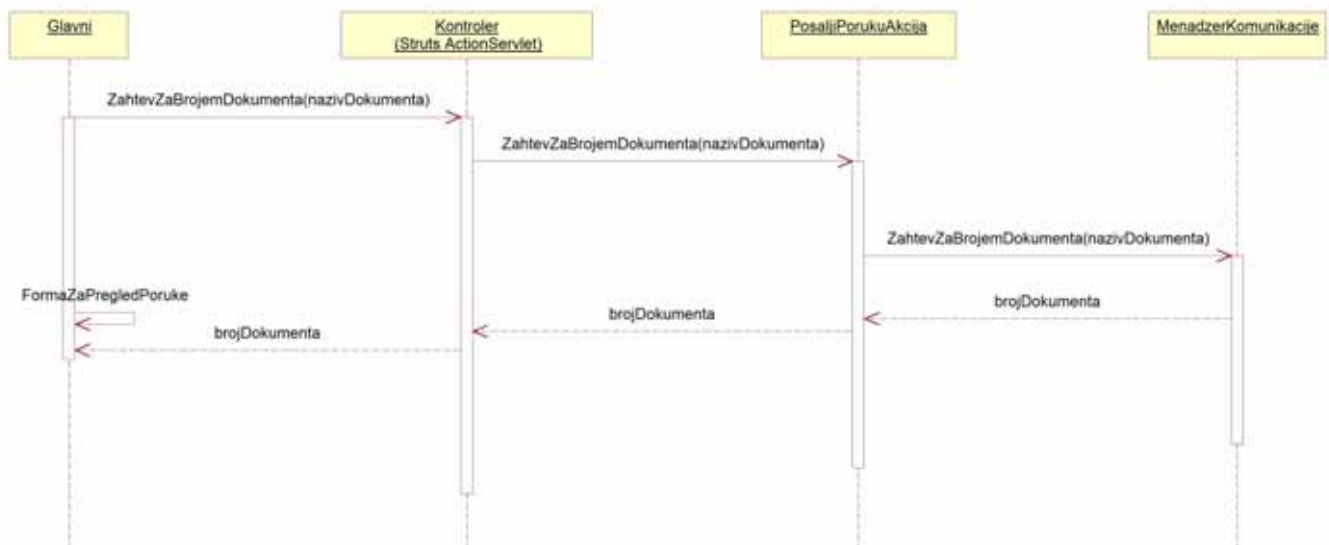 Glavni
Kontroler
(Struts ActionServlet)
PosaljiPorukuAkcija
MenadzerKomunikacije
ZahtevZaBrojemDokumenta(nazivDokumenta)
ZahtevZaBrojemDokumenta(nazivDokumenta)
ZahtevZaBrojemDokumenta(nazivDokumenta)
FormaZaPregledPoruke
brojDokumenta
brojDokumenta
brojDokumenta